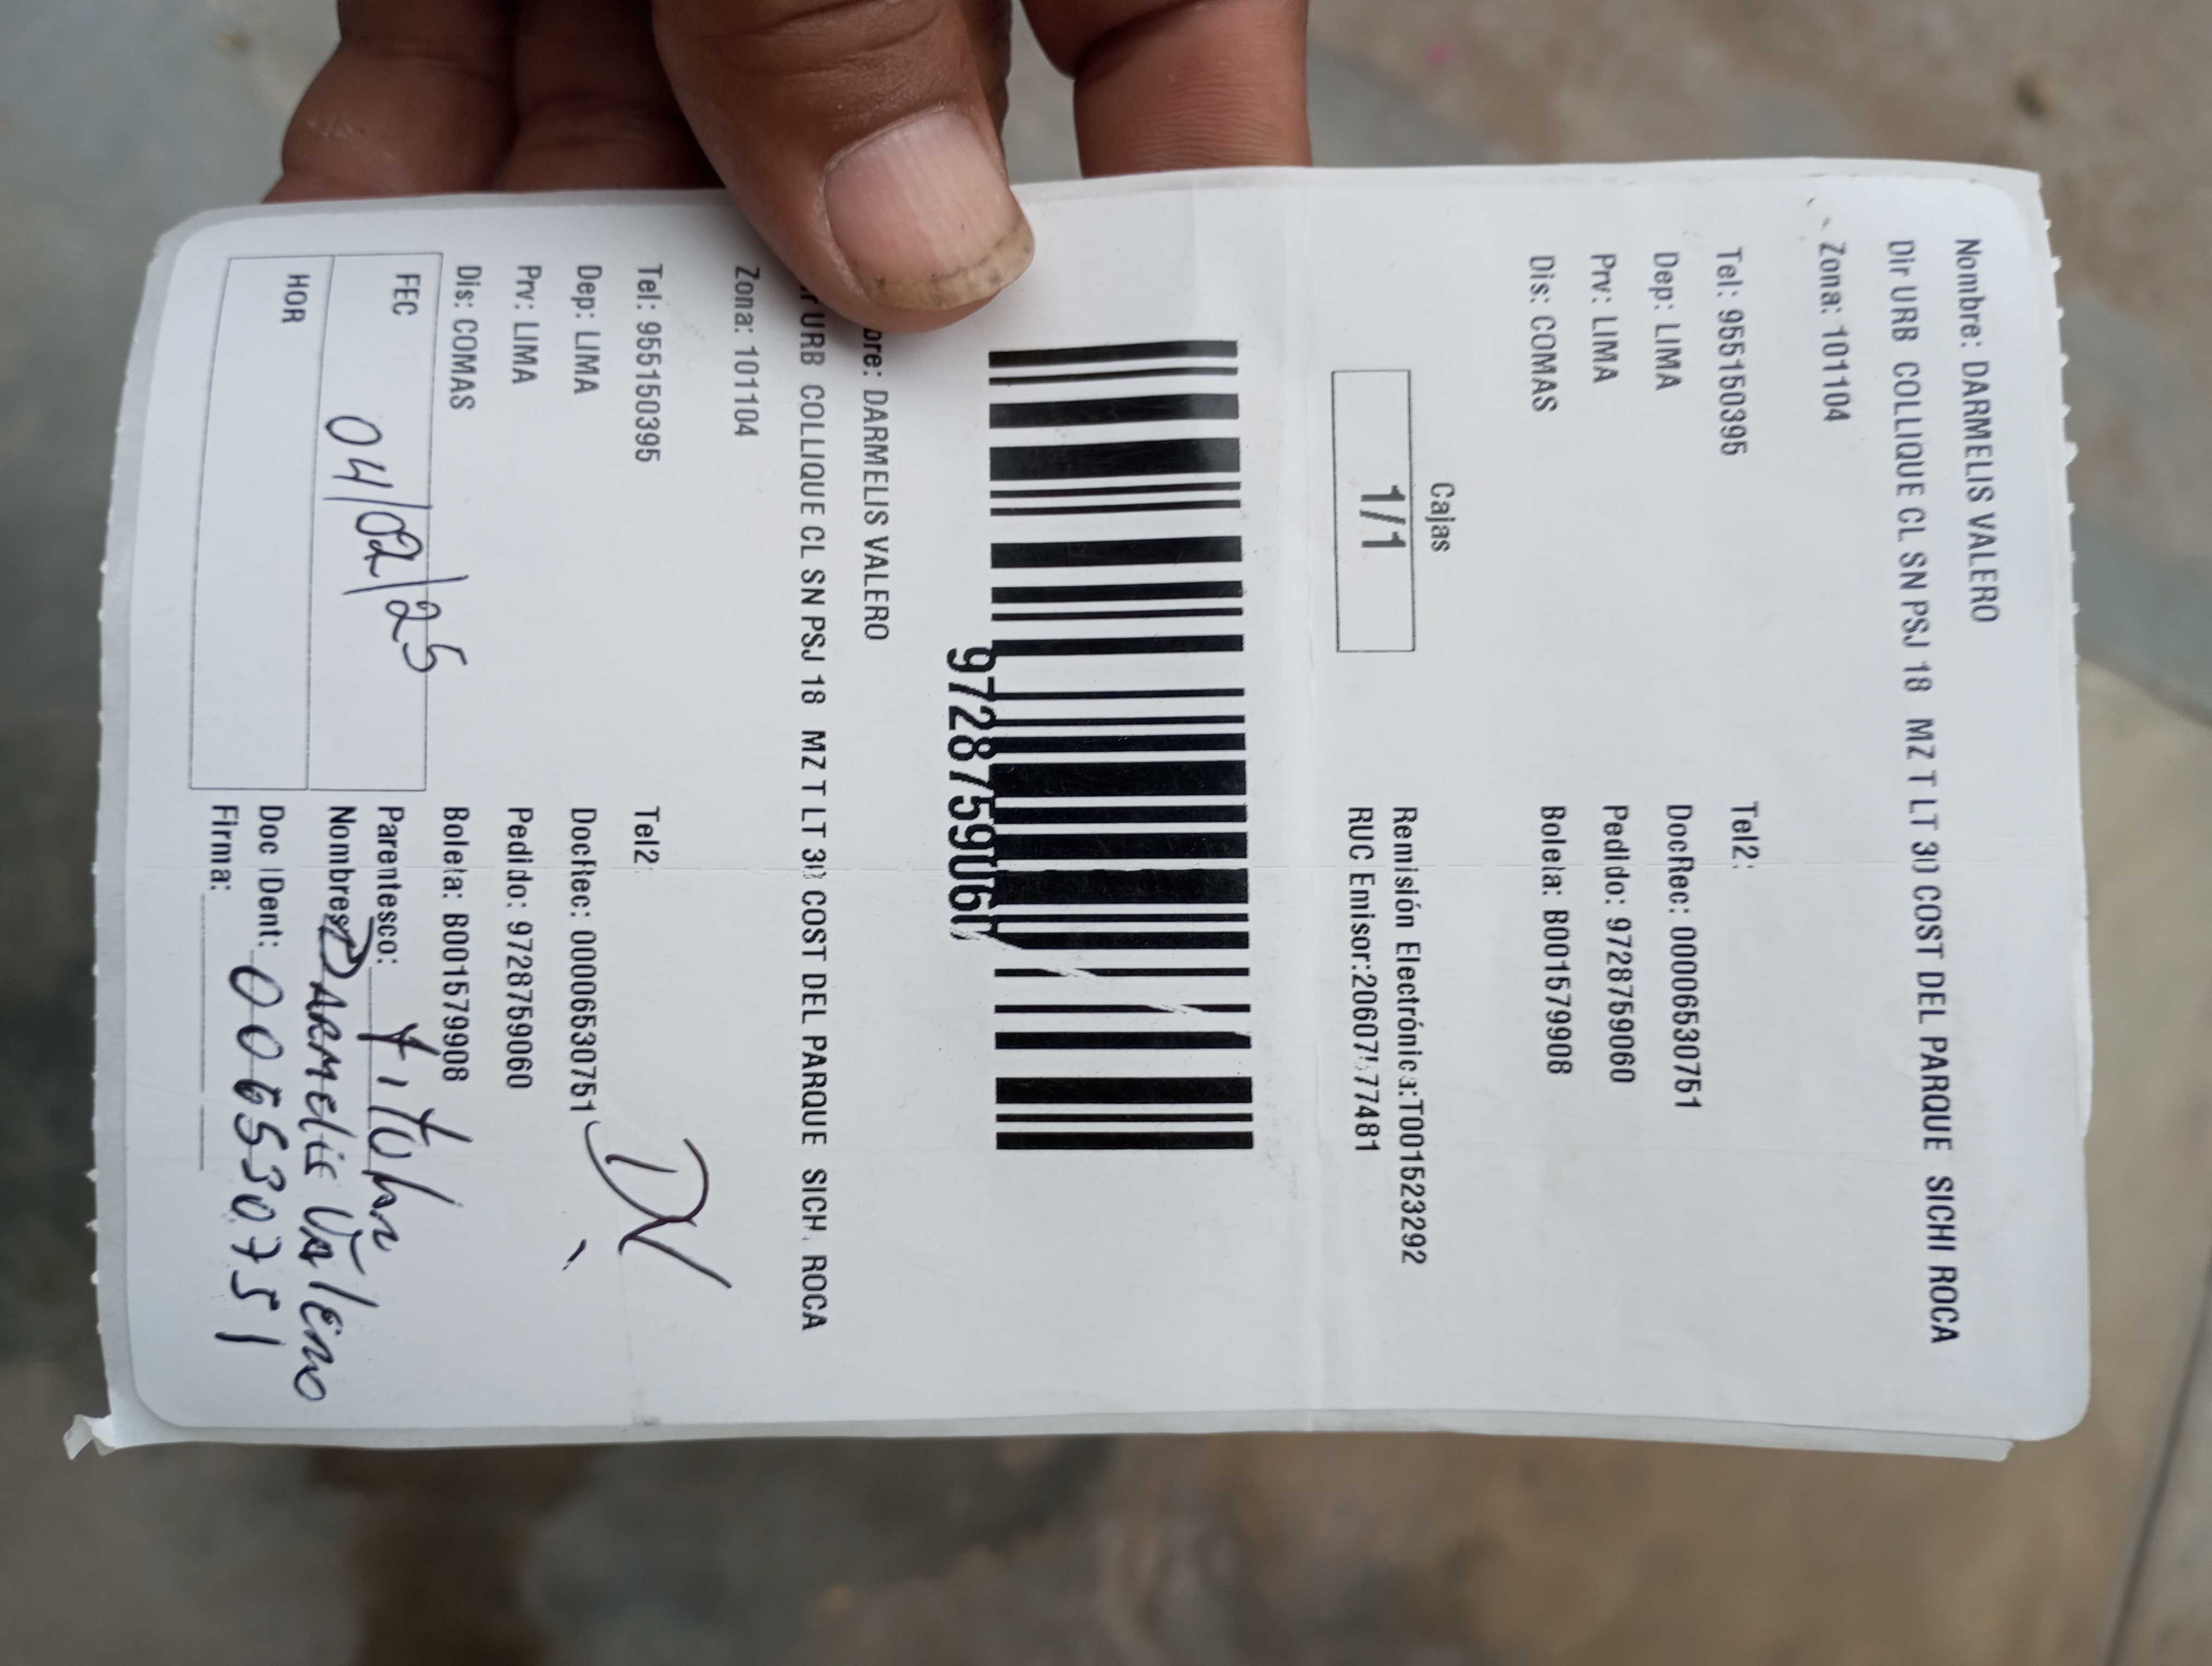 Nombre: DARMELIS VALERO
Dir URB COLLIQUE CL SN PSJ 18 MZ T LT 30 COST DEL PARQUE SICHI ROCA
Zona: 101104
Tel: 955150395 Tel2:
Dep: LIMA DocRec: 00006530751
Prv: LIMA Pedido: 9728759060
Dis: COMAS Boleta: B001579908
Cajas
1/1
Remisión Electrónica:T001523292
RUC Emisor:20607577481
9728759060
bre: DARMELIS VALERO
URB COLLIQUE CL SN PSJ 18 MZ T LT 30 COST DEL PARQUE SICHI ROCA
Zona: 101104
Tel: 955150395 Tel2:
Dep: LIMA DocRec: 00006530751
Prv: LIMA Pedido: 9728759060
Dis: COMAS Boleta: B001579908
FEC 04/02/25
HOR
Parentesco:
Nombres DARMELIS VALERO
Doc IDent: 006530751
Firma: